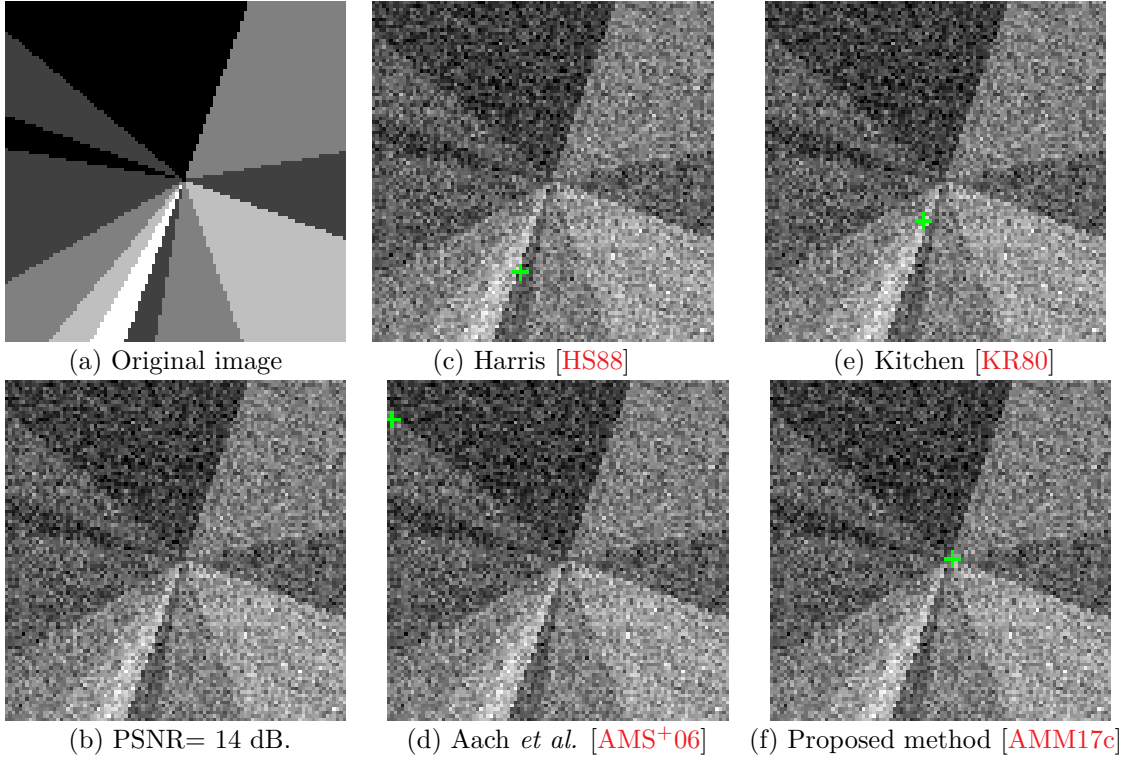 (a) Original image
(c) Harris [HS88]
(e) Kitchen [KR80]
(b) PSNR= 14 dB.
(d) Aach et al. [AMS+06]
(f) Proposed method [AMM17c]